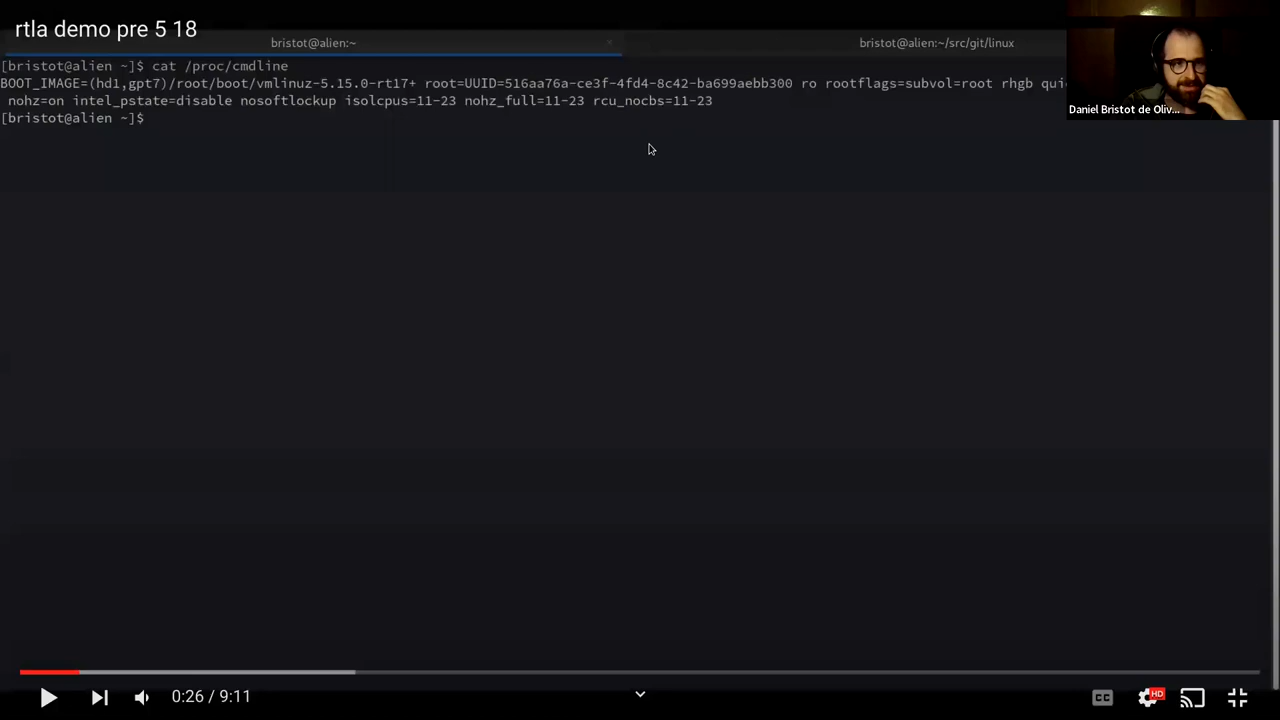 rtla demo pre 5 18
bristot@alien:~
bristot@alien:~/src/git/linux
[bristot@alien ~]$ cat /proc/cmdline
BOOT_IMAGE=(hd1,gpt7)/root/boot/vmlinuz-5.15.0-rt17+ root=UUID=516aa76a-ce3f-4fd4-8c42-ba699aebb300 ro rootflags=subvol=root rhgb qui
nohz=on intel_pstate=disable nosoftlockup isolcpus=11-23 nohz_full=11-23 rcu_nocbs=11-23
[bristot@alien ~]$
Daniel Bristot de Oliv...
0:26 / 9:11
CC
HD